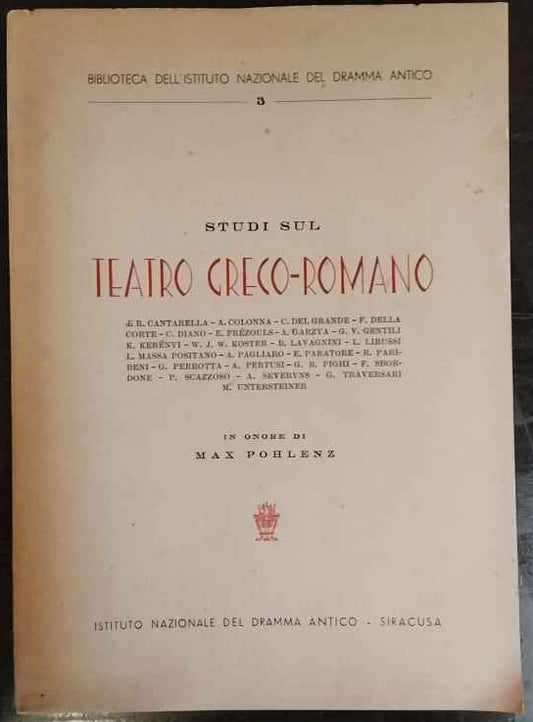 BIBLIOTECA DELL'ISTITUTO NAZIONALE DEL DRAMMA ANTICO
3
STUDI SUL
TEATRO GRECO-ROMANO
di R. CANTARELLA - A. COLONNA - C. DEL GRANDE - F. DELLA
CORTE - C. DIANO - E. FRÉZOULS - A. GARZYA - G. V. GENTILI
K. KERÉNYI - W. J. W. KOSTER - B. LAVAGNINI - L. LIBUSSI
L. MASSA POSITANO - A. PAGLIARO - E. PARATORE - R. PARI-
BENI - G. PERROTTA - A. PERTUSI - G. B. PIGHI - F. SBOR-
DONE - P. SCAZZOSO - A. SEVERYNS - G. TRAVERSARI
M. UNTERSTEINER
IN ONORE DI
MAX POHLENZ
ISTITUTO NAZIONALE DEL DRAMMA ANTICO - SIRACUSA